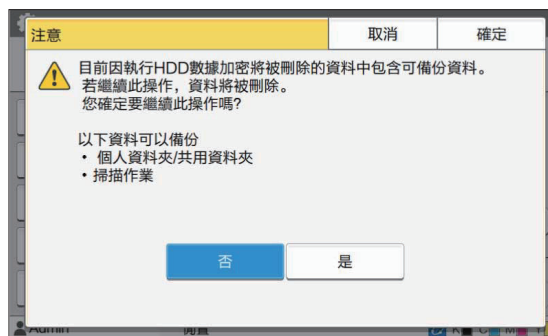 注意
取消
確定
目前因執行HDD數據加密將被刪除的資料中包含可備份資料。
若繼續此操作，資料將被刪除。
您確定要繼續此操作嗎?
以下資料可以備份
• 個人資料夾/共用資料夾
• 掃描作業
否
是
Admin
K C M Y